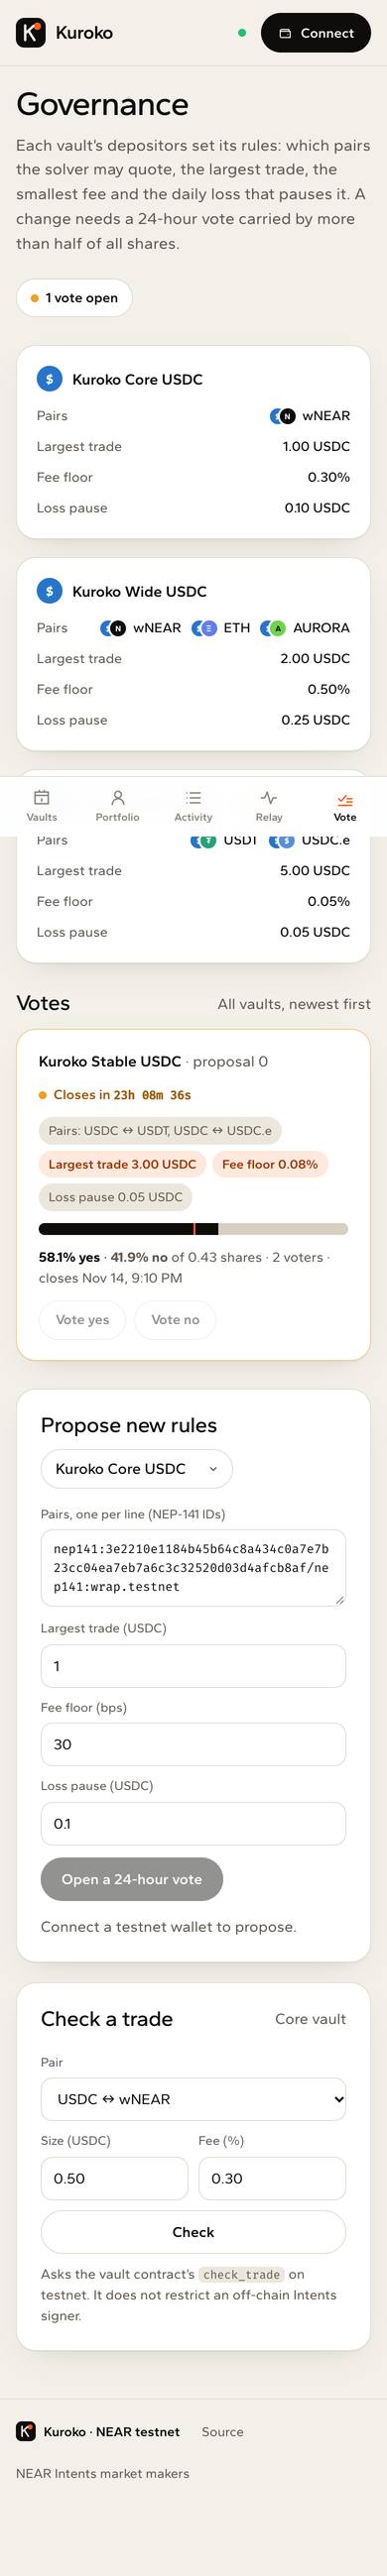 Kuroko
Connect
Governance
Each vault's depositors set its rules: which pairs
the solver may quote, the largest trade, the
smallest fee and the daily loss that pauses it. A
change needs a 24-hour vote carried by more
than half of all shares.
1 vote open
$ Kuroko Core USDC
Pairs N wNEAR
Largest trade 1.00 USDC
Fee floor 0.30%
Loss pause 0.10 USDC
$ Kuroko Wide USDC
Pairs N wNEAR Ξ ETH A AURORA
Largest trade 2.00 USDC
Fee floor 0.50%
Loss pause 0.25 USDC
Vaults Portfolio Activity Relay Vote
Pairs T USDT $ USDC.e
Largest trade 5.00 USDC
Fee floor 0.05%
Loss pause 0.05 USDC
Votes All vaults, newest first
Kuroko Stable USDC · proposal 0
Closes in 23h 08m 36s
Pairs: USDC ↔ USDT, USDC ↔ USDC.e
Largest trade 3.00 USDC Fee floor 0.08%
Loss pause 0.05 USDC
58.1% yes · 41.9% no of 0.43 shares · 2 voters ·
closes Nov 14, 9:10 PM
Vote yes Vote no
Propose new rules
Kuroko Core USDC
Pairs, one per line (NEP-141 IDs)
nep141:3e2210e1184b45b64c8a434c0a7e7b
23cc04ea7eb7a6c3c32520d03d4afcb8af/ne
p141:wrap.testnet
Largest trade (USDC)
1
Fee floor (bps)
30
Loss pause (USDC)
0.1
Open a 24-hour vote
Connect a testnet wallet to propose.
Check a trade Core vault
Pair
USDC ↔ wNEAR
Size (USDC) Fee (%)
0.50 0.30
Check
Asks the vault contract's check_trade on
testnet. It does not restrict an off-chain Intents
signer.
Kuroko · NEAR testnet Source
NEAR Intents market makers